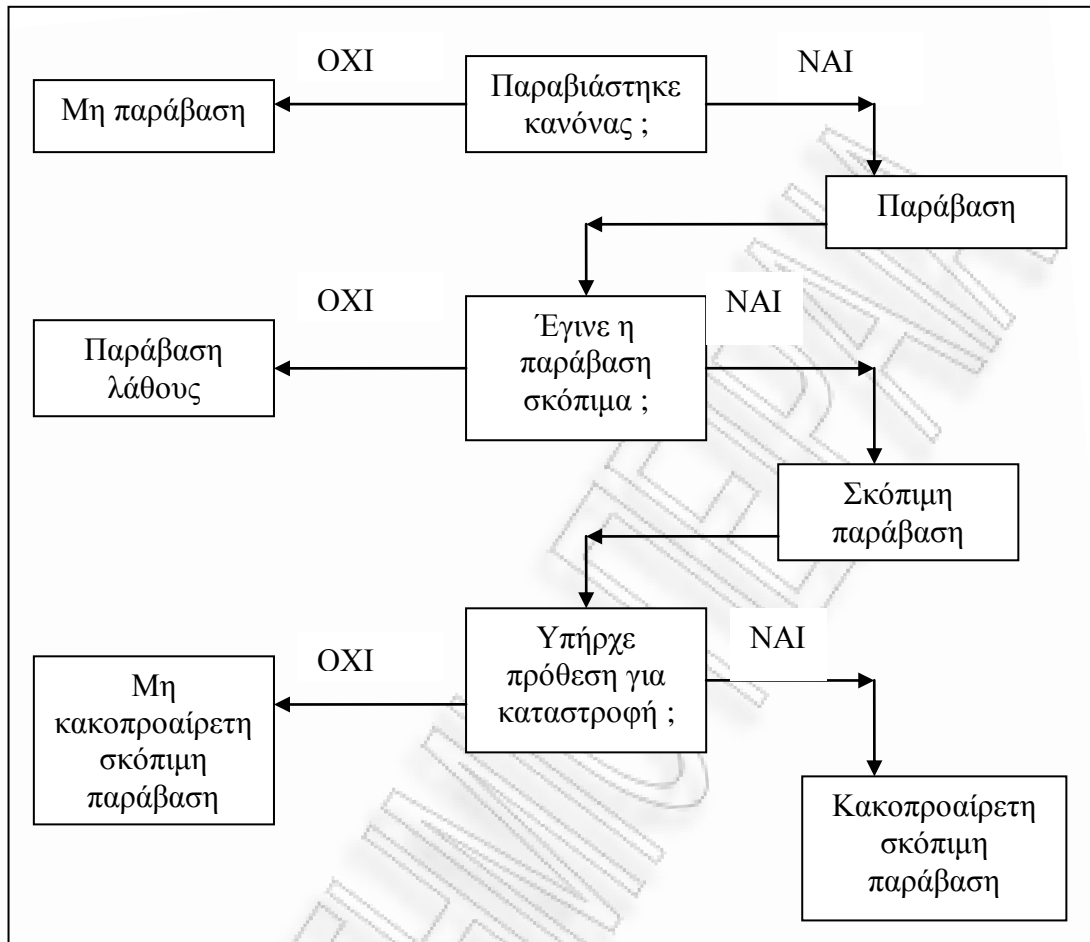 ΟΧΙ
ΝΑΙ
Μη παράβαση
Παραβιάστηκε
κανόνας ;
Παράβαση
ΟΧΙ
ΝΑΙ
Παράβαση
λάθους
Έγινε η
παράβαση
σκόπιμα ;
Σκόπιμη
παράβαση
ΟΧΙ
ΝΑΙ
Μη
κακοπροαίρετη
σκόπιμη
παράβαση
Υπήρχε
πρόθεση για
καταστροφή ;
Κακοπροαίρετη
σκόπιμη
παράβαση